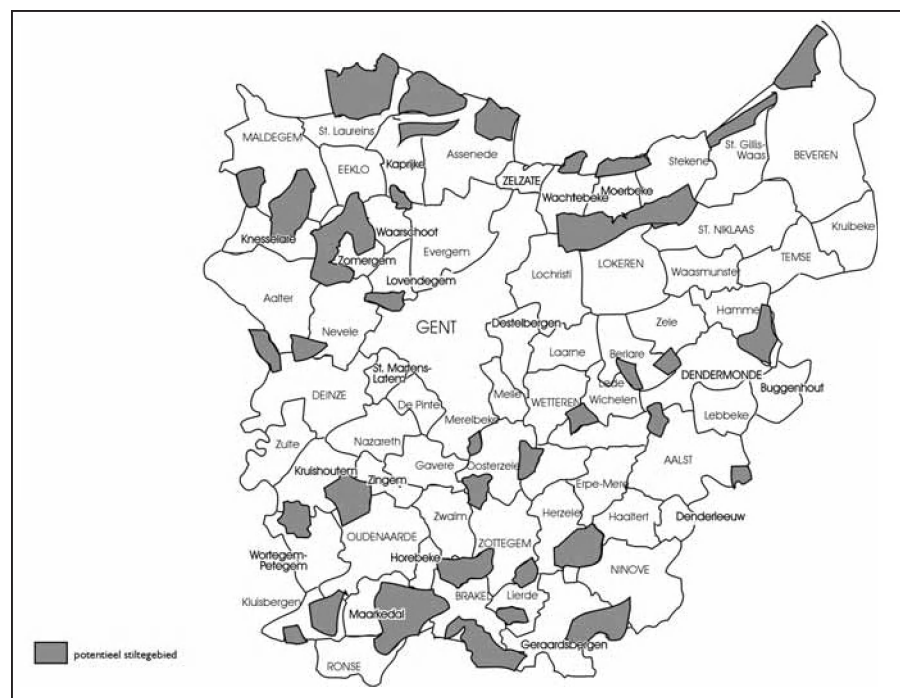 MALDEGEM
St. Laureins
EEKLO
Kaprijke
Assenede
ZELZATE
Wachtebeke
Moerbeke
Stekene
St. Gillis-
Waas
BEVEREN
Knesselare
Zomergem
Waarschoot
Evergem
Lovendegem
Lochristi
LOKEREN
ST. NIKLAAS
Kruibeke
TEMSE
Waasmunster
Aalter
Nevele
GENT
Destelbergen
Laarne
Zele
Hamme
Berlare
DENDERMONDE
Buggenhout
St. Martens-
Latem
DEINZE
De Pinte
Melle
Merelbeke
WETTEREN
Lede
Wichelen
Lebbeke
Zulte
Nazareth
Gavere
Oosterzele
AALST
Kruishoutem
Zingem
Erpe-Mere
Zwalm
Herzele
Haaltert
Denderleeuw
OUDENAARDE
ZOTTEGEM
Wortegem-
Petegem
Horebeke
NINOVE
Kluisbergen
Maarkedal
BRAKEL
Lierde
Geraardsbergen
RONSE
potentieel stiltegebied